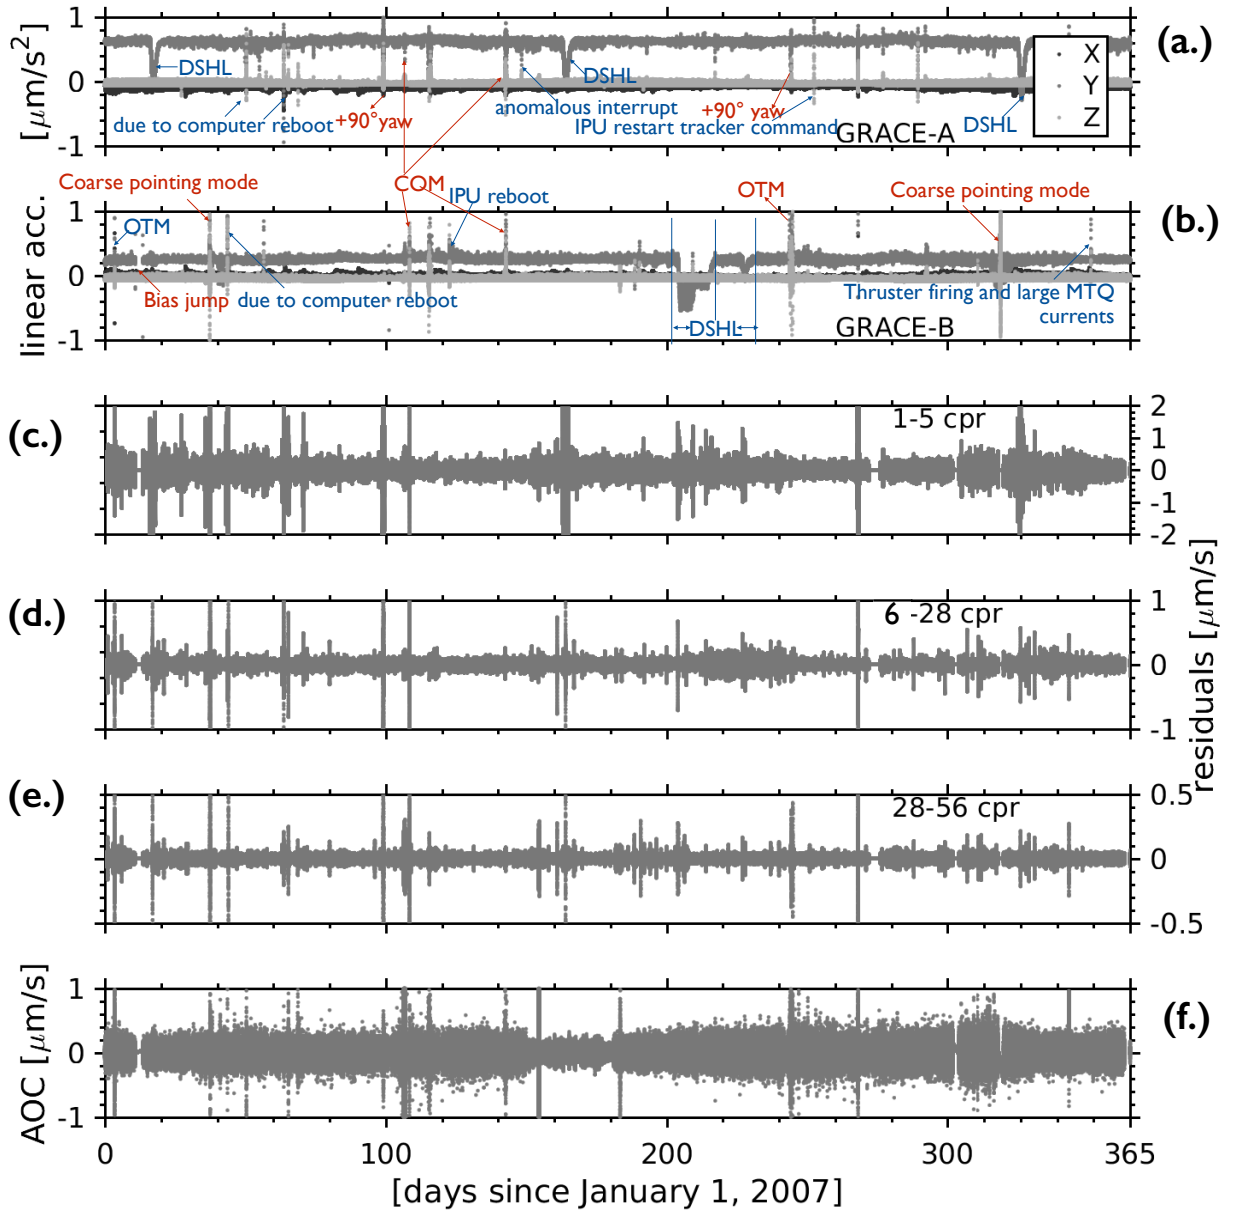 1
0
-1
[μm/s²]
(a.)
X
Y
Z
DSHL
DSHL
anomalous interrupt
due to computer reboot
+90°yaw
+90° yaw
IPU restart tracker command
GRACE-A
DSHL
Coarse pointing mode
COM
IPU reboot
OTM
Coarse pointing mode
1
0
-1
linear acc.
(b.)
OTM
Bias jump
due to computer reboot
DSHL
Thruster firing and large MTQ
currents
GRACE-B
(c.)
1-5 cpr
2
1
0
-1
-2
residuals [μm/s]
(d.)
6 -28 cpr
1
0
-1
(e.)
28-56 cpr
0.5
0
-0.5
AOC [μm/s]
1
0
-1
(f.)
0
100
200
300
365
[days since January 1, 2007]